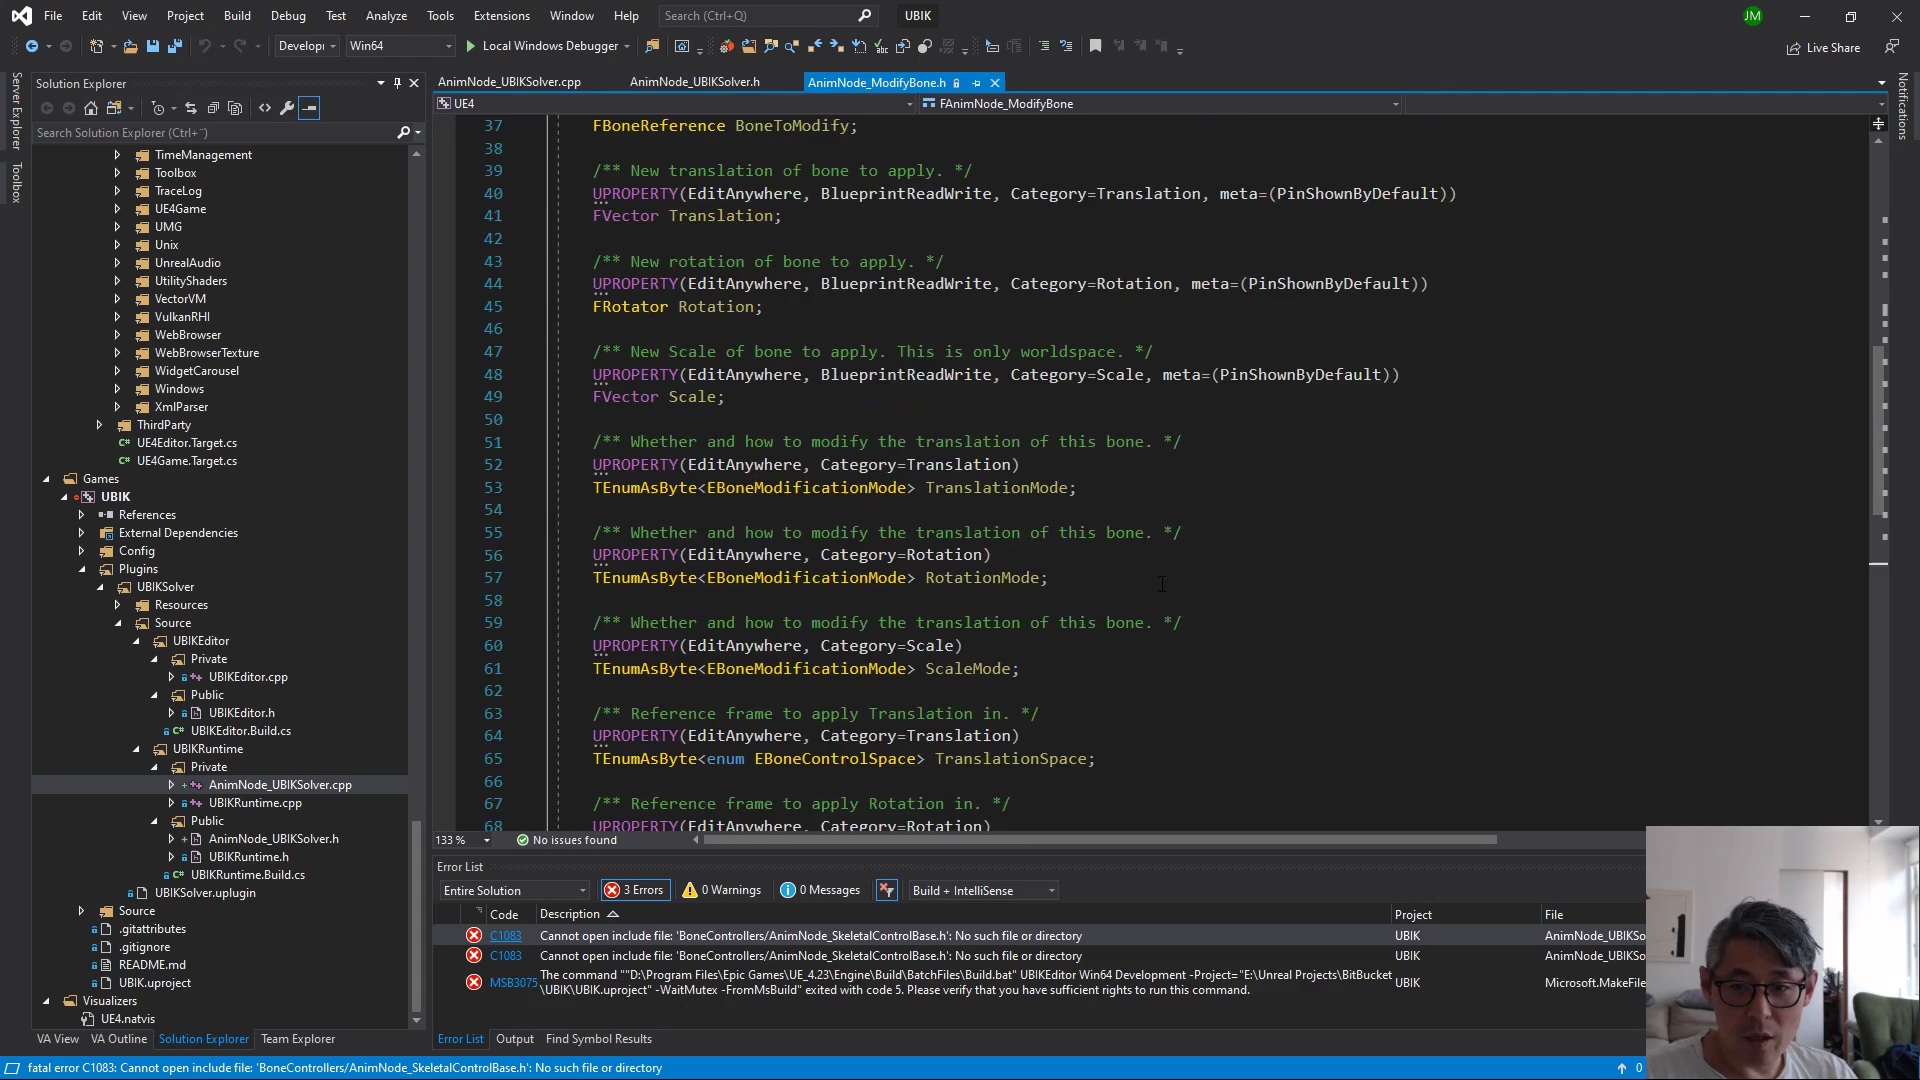 File Edit View Project Build Debug Test Analyze Tools Extensions Window Help Search (Ctrl+Q) UBIK JM
Develop Win64 Local Windows Debugger Live Share
Server Explorer
Toolbox
Notifications
Solution Explorer
Search Solution Explorer (Ctrl+¨)
TimeManagement
Toolbox
TraceLog
UE4Game
UMG
Unix
UnrealAudio
UtilityShaders
VectorVM
VulkanRHI
WebBrowser
WebBrowserTexture
WidgetCarousel
Windows
XmlParser
ThirdParty
C# UE4Editor.Target.cs
C# UE4Game.Target.cs
Games
UBIK
References
External Dependencies
Config
Plugins
UBIKSolver
Resources
Source
UBIKEditor
Private
UBIKEditor.cpp
Public
UBIKEditor.h
C# UBIKEditor.Build.cs
UBIKRuntime
Private
AnimNode_UBIKSolver.cpp
UBIKRuntime.cpp
Public
AnimNode_UBIKSolver.h
UBIKRuntime.h
C# UBIKRuntime.Build.cs
UBIKSolver.uplugin
Source
.gitattributes
.gitignore
README.md
UBIK.uproject
Visualizers
UE4.natvis
VA View VA Outline Solution Explorer Team Explorer
AnimNode_UBIKSolver.cpp AnimNode_UBIKSolver.h AnimNode_ModifyBone.h
UE4 FAnimNode_ModifyBone
37 FBoneReference BoneToModify;
38
39 /** New translation of bone to apply. */
40 UPROPERTY(EditAnywhere, BlueprintReadWrite, Category=Translation, meta=(PinShownByDefault))
41 FVector Translation;
42
43 /** New rotation of bone to apply. */
44 UPROPERTY(EditAnywhere, BlueprintReadWrite, Category=Rotation, meta=(PinShownByDefault))
45 FRotator Rotation;
46
47 /** New Scale of bone to apply. This is only worldspace. */
48 UPROPERTY(EditAnywhere, BlueprintReadWrite, Category=Scale, meta=(PinShownByDefault))
49 FVector Scale;
50
51 /** Whether and how to modify the translation of this bone. */
52 UPROPERTY(EditAnywhere, Category=Translation)
53 TEnumAsByte<EBoneModificationMode> TranslationMode;
54
55 /** Whether and how to modify the translation of this bone. */
56 UPROPERTY(EditAnywhere, Category=Rotation)
57 TEnumAsByte<EBoneModificationMode> RotationMode;
58
59 /** Whether and how to modify the translation of this bone. */
60 UPROPERTY(EditAnywhere, Category=Scale)
61 TEnumAsByte<EBoneModificationMode> ScaleMode;
62
63 /** Reference frame to apply Translation in. */
64 UPROPERTY(EditAnywhere, Category=Translation)
65 TEnumAsByte<enum EBoneControlSpace> TranslationSpace;
66
67 /** Reference frame to apply Rotation in. */
68 UPROPERTY(EditAnywhere, Category=Rotation)
133 % No issues found
Error List
Entire Solution 3 Errors 0 Warnings 0 Messages Build + IntelliSense
Code Description Project File
C1083 Cannot open include file: 'BoneControllers/AnimNode_SkeletalControlBase.h': No such file or directory UBIK AnimNode_UBIKSo
C1083 Cannot open include file: 'BoneControllers/AnimNode_SkeletalControlBase.h': No such file or directory UBIK AnimNode_UBIKSo
MSB3075 The command ""D:\Program Files\Epic Games\UE_4.23\Engine\Build\BatchFiles\Build.bat" UBIKEditor Win64 Development -Project="E:\Unreal Projects\BitBucket
\UBIK\UBIK.uproject" -WaitMutex -FromMsBuild" exited with code 5. Please verify that you have sufficient rights to run this command. UBIK Microsoft.MakeFile
Error List Output Find Symbol Results
fatal error C1083: Cannot open include file: 'BoneControllers/AnimNode_SkeletalControlBase.h': No such file or directory 0